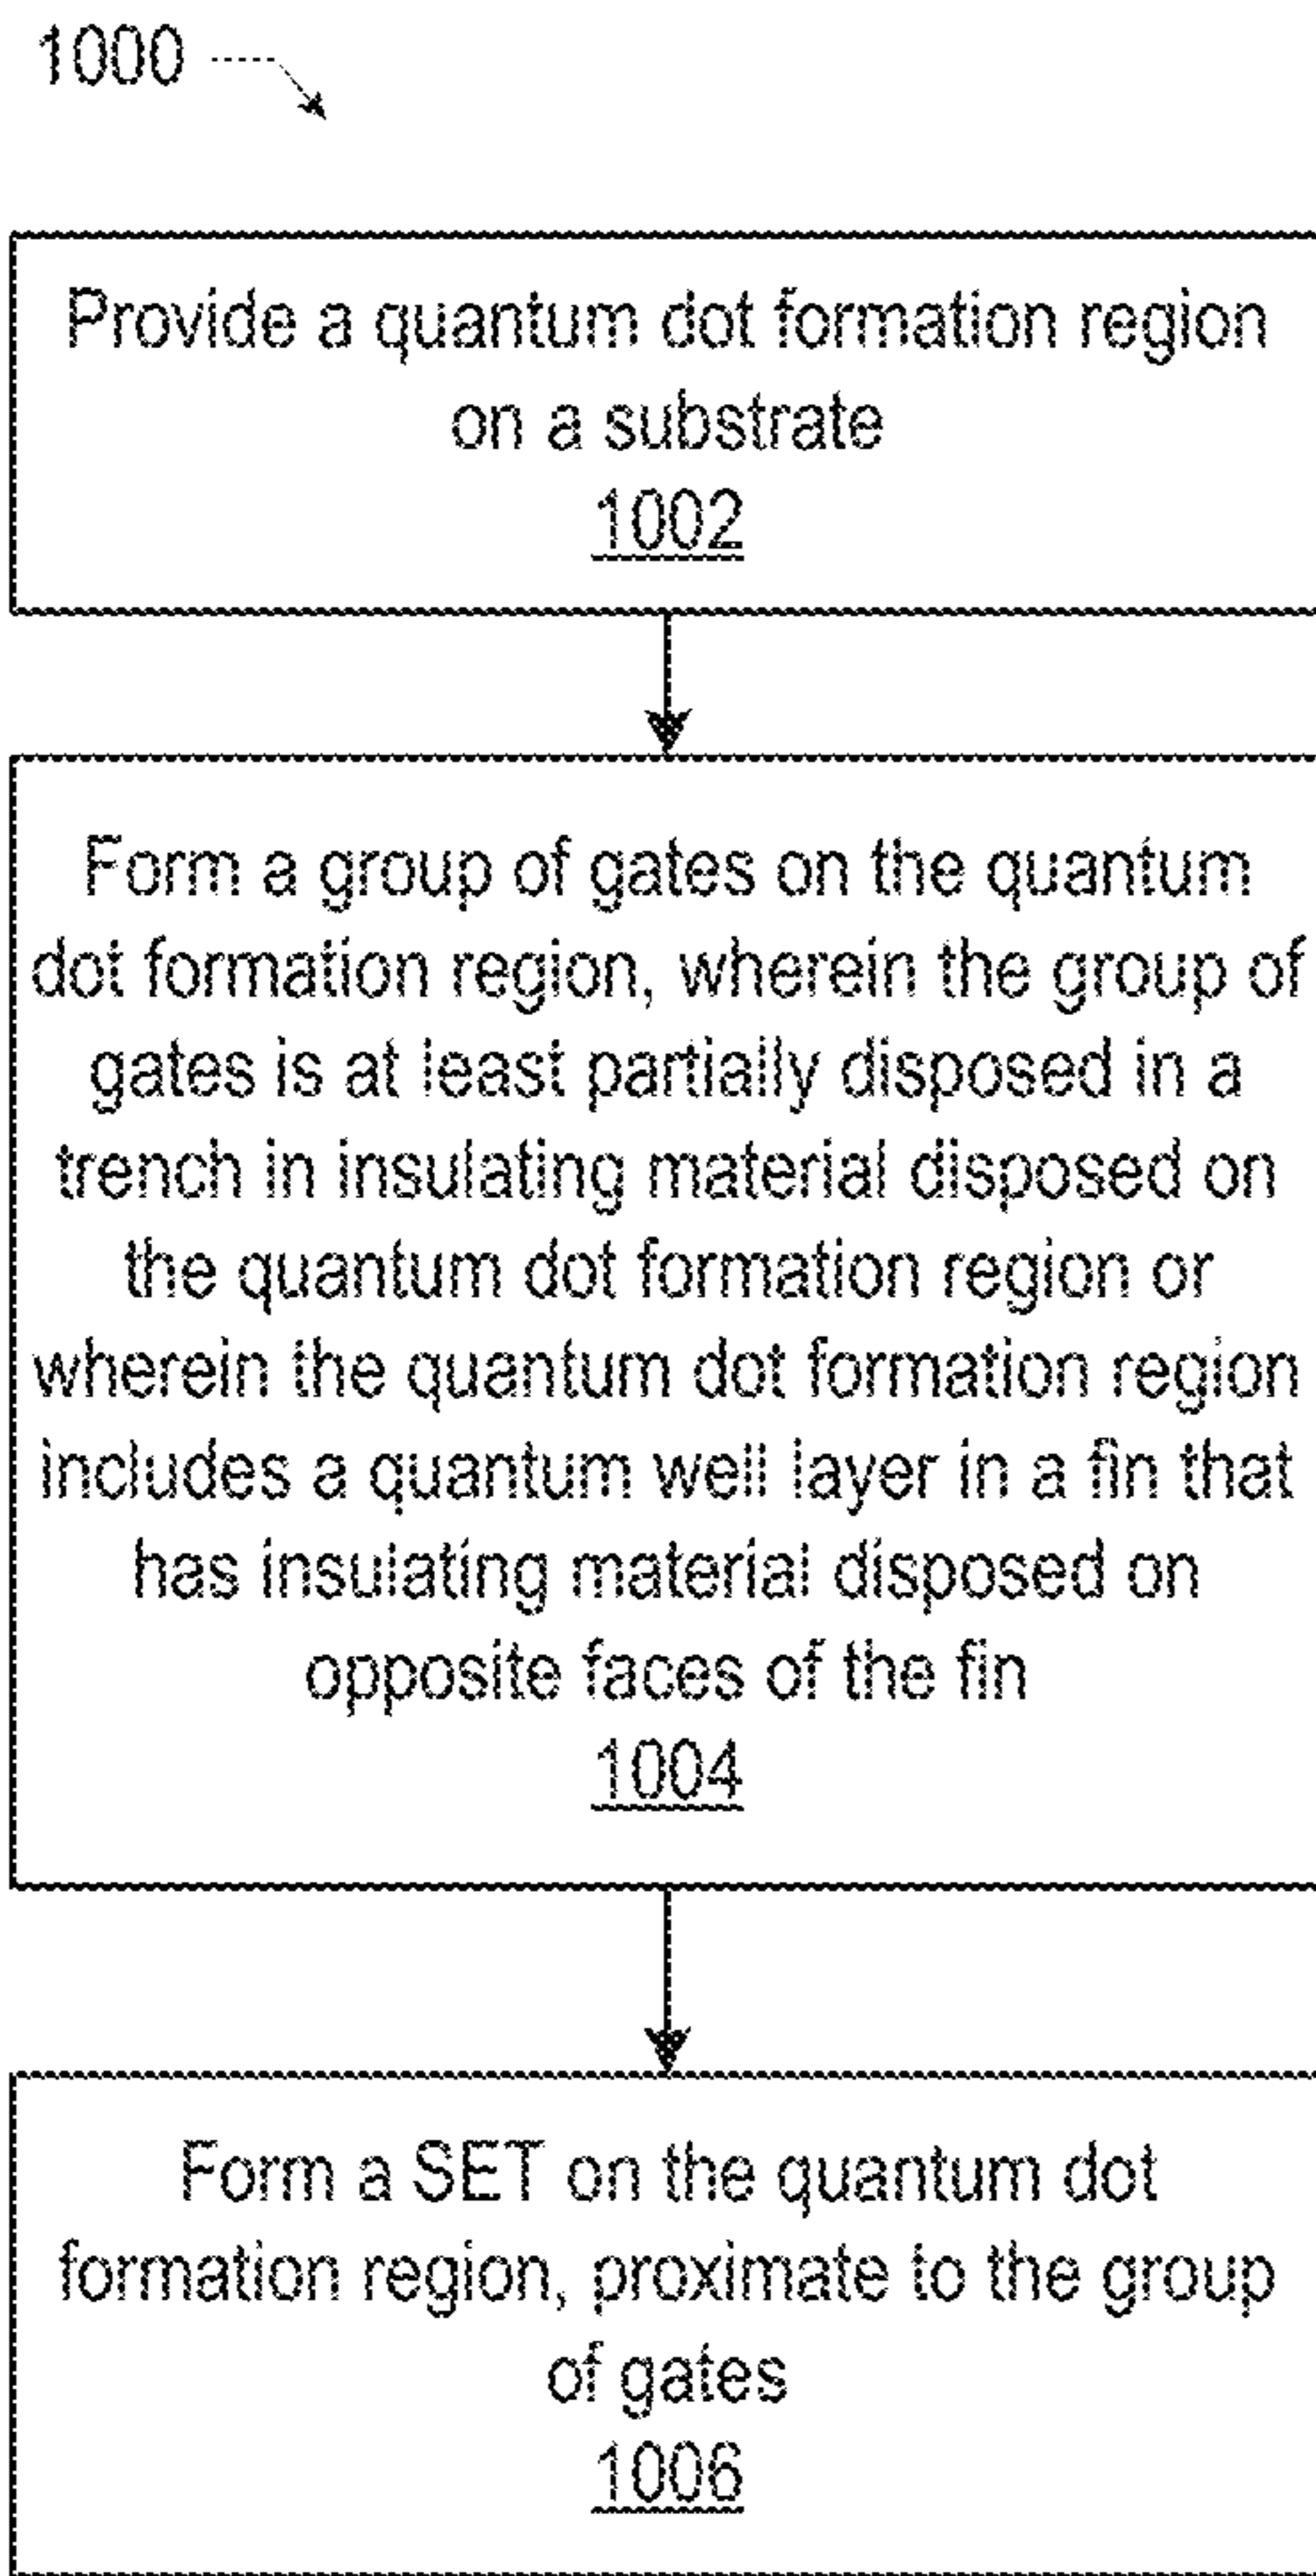 1000
Provide a quantum dot formation region
on a substrate
1002
Form a group of gates on the quantum
dot formation region, wherein the group of
gates is at least partially disposed in a
trench in insulating material disposed on
the quantum dot formation region or
wherein the quantum dot formation region
includes a quantum well layer in a fin that
has insulating material disposed on
opposite faces of the fin
1004
Form a SET on the quantum dot
formation region, proximate to the group
of gates
1006